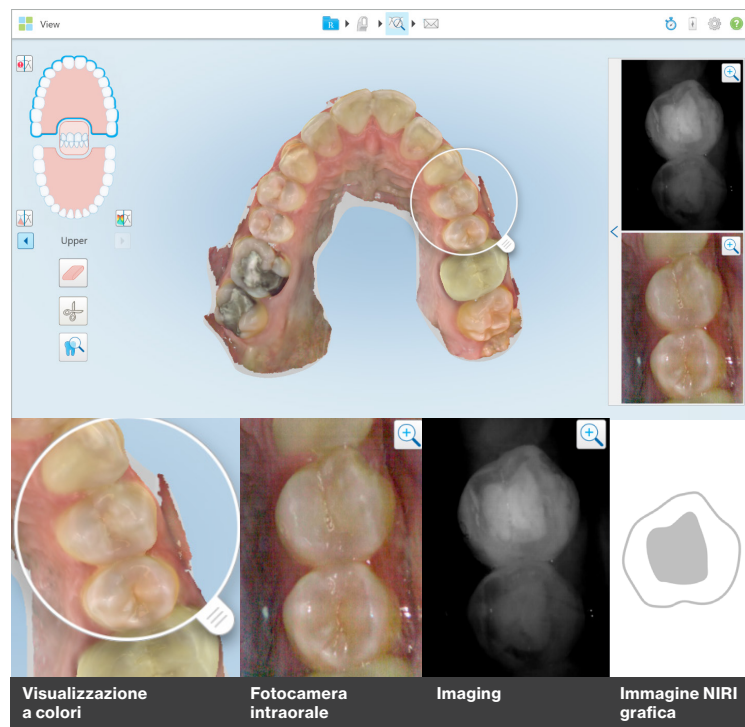 View
R
?
Upper
Visualizzazione
a colori
Fotocamera
intraorale
Imaging
Immagine NIRI
grafica